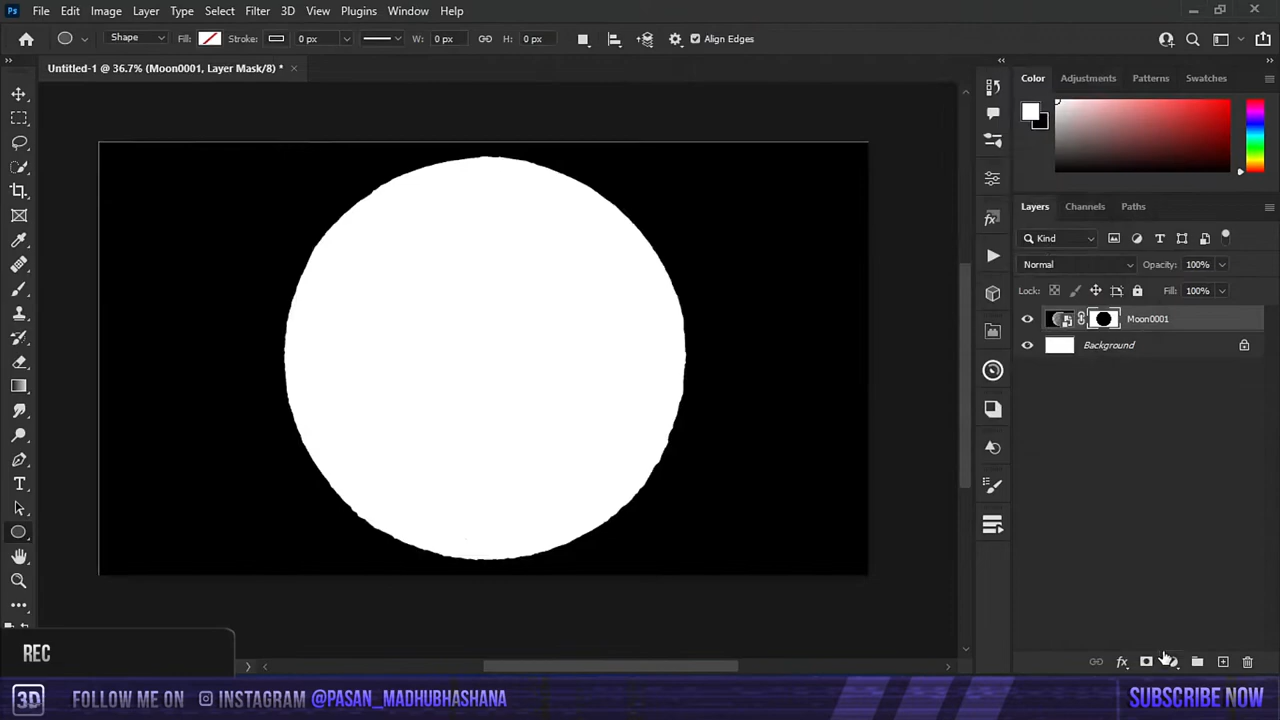 Ps File Edit Image Layer Type Select Filter 3D View Plugins Window Help
Shape Fill: Stroke: 0 px W: 0 px H: 0 px Align Edges
Untitled-1 @ 36.7% (Moon0001, Layer Mask/8) *
Color Adjustments Patterns Swatches
Layers Channels Paths
Kind
Normal Opacity: 100%
Lock: Fill: 100%
Moon0001
Background
REC
3D FOLLOW ME ON INSTAGRAM @PASAN_MADHUBHASHANA SUBSCRIBE NOW